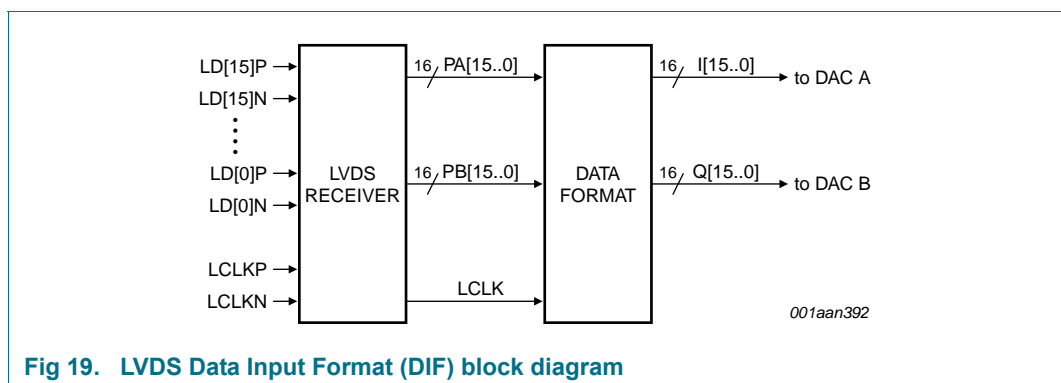 LD[15]P
LD[15]N
LD[0]P
LD[0]N
LCLKP
LCLKN
LVDS
RECEIVER
16 PA[15..0]
16 PB[15..0]
LCLK
DATA
FORMAT
16 I[15..0] to DAC A
16 Q[15..0] to DAC B
001aan392
Fig 19. LVDS Data Input Format (DIF) block diagram